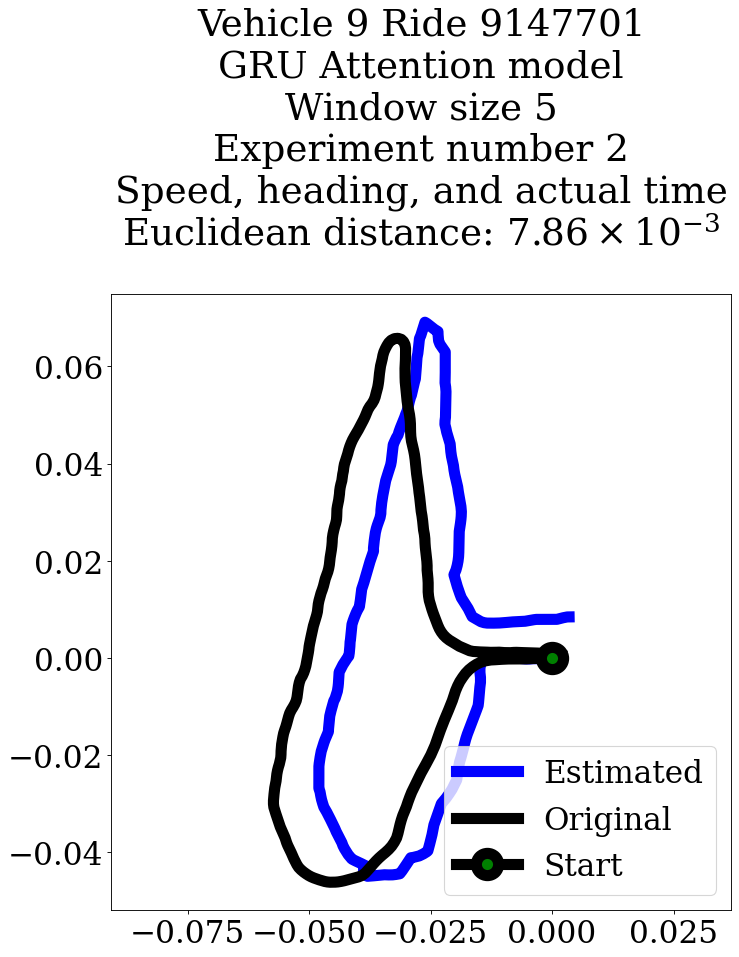 Vehicle 9 Ride 9147701
GRU Attention model
Window size 5
Experiment number 2
Speed, heading, and actual time
Euclidean distance: 7.86 × 10⁻³
0.06
0.04
0.02
0.00
−0.02
−0.04
Estimated
Original
Start
−0.075 −0.050 −0.025 0.000 0.025